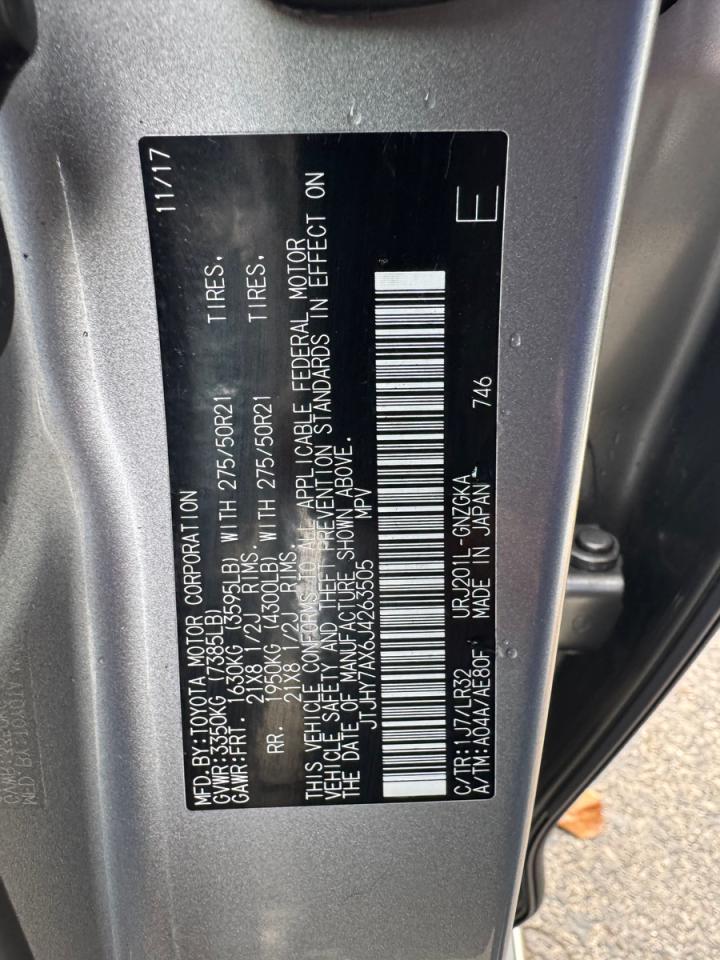 MFD. BY:TOYOTA MOTOR CORPORATION 11/17
GVWR:3350KG (7385LB)
GAWR:FRT. 1630KG (3595LB) WITH 275/50R21 TIRES,
21X8 1/2J RIMS.
RR. 1950KG (4300LB) WITH 275/50R21 TIRES,
21X8 1/2J RIMS.
THIS VEHICLE CONFORMS TO ALL APPLICABLE FEDERAL MOTOR
VEHICLE SAFETY AND THEFT PREVENTION STANDARDS IN EFFECT ON
THE DATE OF MANUFACTURE SHOWN ABOVE.
JTJHY7AX6J4263505 MPV
C/TR:1J7/LR32 URJ201L-GNZGKA
A/TM:A04A/AE80F MADE IN JAPAN 746
E